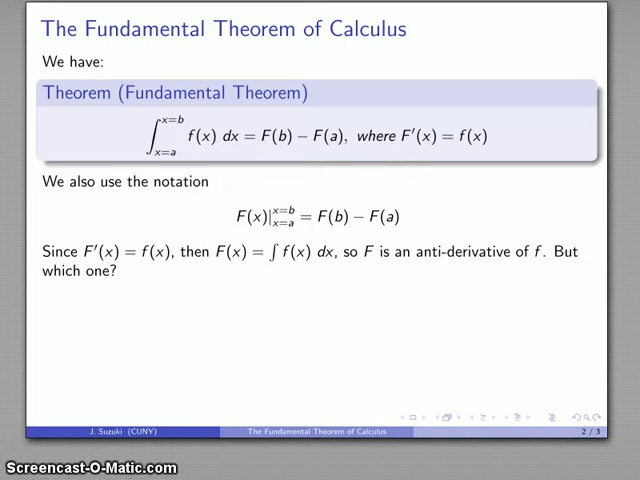 The Fundamental Theorem of Calculus
We have:
Theorem (Fundamental Theorem)
∫_{x=a}^{x=b} f(x) dx = F(b) − F(a), where F′(x) = f(x)
We also use the notation
F(x)|_{x=a}^{x=b} = F(b) − F(a)
Since F′(x) = f(x), then F(x) = ∫ f(x) dx, so F is an anti-derivative of f. But
which one?
J. Suzuki (CUNY) The Fundamental Theorem of Calculus 2 / 3
Screencast-O-Matic.com